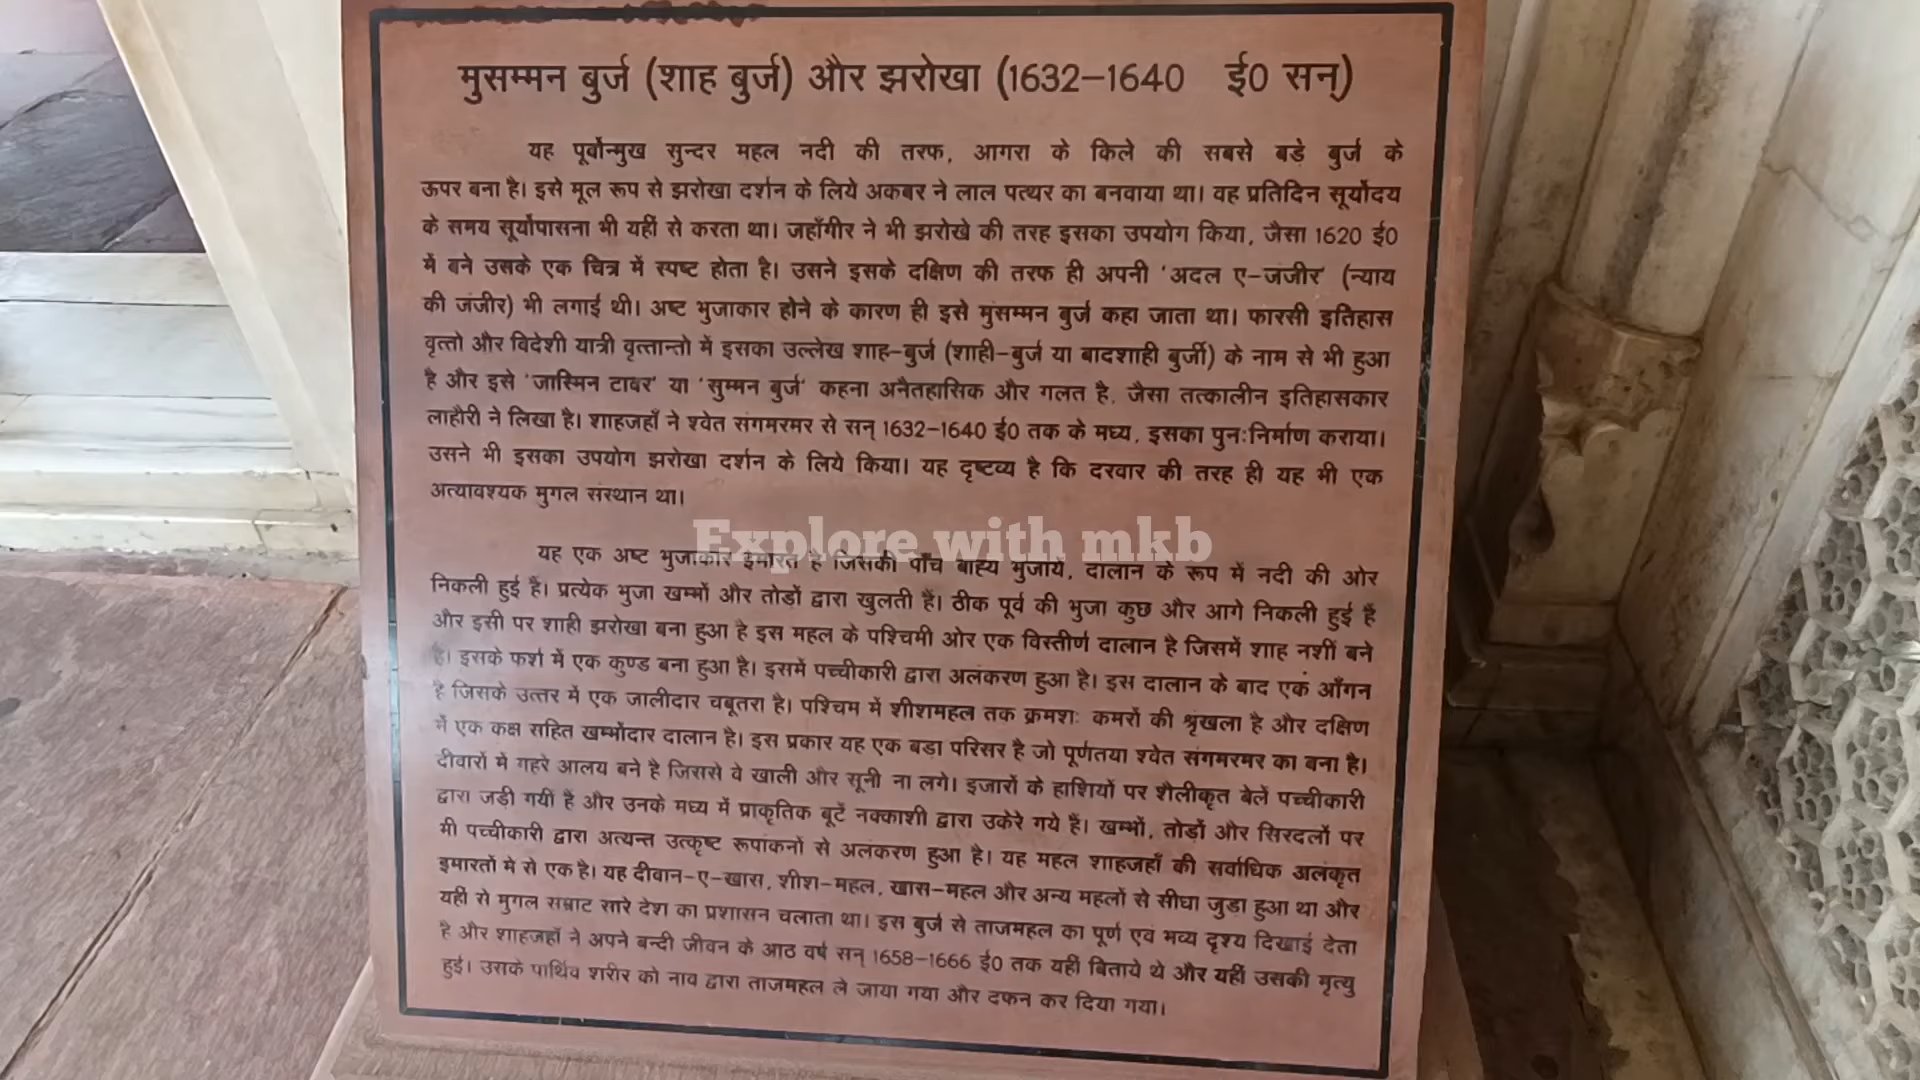 मुसम्मन बुर्ज (शाह बुर्ज) और झरोखा (1632–1640 ई0 सन्)
यह पूर्वोन्मुख सुन्दर महल नदी की तरफ, आगरा के किले की सबसे बडे बुर्ज के
ऊपर बना है। इसे मूल रूप से झरोखा दर्शन के लिये अकबर ने लाल पत्थर का बनवाया था। वह प्रतिदिन सूर्योदय
के समय सूर्योपासना भी यहीं से करता था। जहाँगीर ने भी झरोखे की तरह इसका उपयोग किया, जैसा 1620 ई0
में बने उसके एक चित्र में स्पष्ट होता है। उसने इसके दक्षिण की तरफ ही अपनी 'अदल ए–जंजीर' (न्याय
की जंजीर) भी लगाई थी। अष्ट भुजाकार होने के कारण ही इसे मुसम्मन बुर्ज कहा जाता था। फारसी इतिहास
वृत्तो और विदेशी यात्री वृत्तान्तो में इसका उल्लेख शाह–बुर्ज (शाही–बुर्ज या बादशाही बुर्जी) के नाम से भी हुआ
है और इसे 'जास्मिन टावर' या 'सुम्मन बुर्ज' कहना अनैतहासिक और गलत है, जैसा तत्कालीन इतिहासकार
लाहौरी ने लिखा है। शाहजहाँ ने श्वेत संगमरमर से सन् 1632–1640 ई0 तक के मध्य, इसका पुनःनिर्माण कराया।
उसने भी इसका उपयोग झरोखा दर्शन के लिये किया। यह दृष्टव्य है कि दरवार की तरह ही यह भी एक
अत्यावश्यक मुगल संस्थान था।
Explore with mkb
यह एक अष्ट भुजाकार इमारत है जिसकी पाँच बाह्य भुजायें, दालान के रूप में नदी की ओर
निकली हुई हैं। प्रत्येक भुजा खम्भों और तोडों द्वारा खुलती हैं। ठीक पूर्व की भुजा कुछ और आगे निकली हुई हैं
और इसी पर शाही झरोखा बना हुआ है इस महल के पश्चिमी ओर एक विस्तीर्ण दालान है जिसमें शाह नशीं बने
है। इसके फर्श में एक कुण्ड बना हुआ है। इसमें पच्चीकारी द्वारा अलंकरण हुआ है। इस दालान के बाद एक आँगन
है जिसके उत्तर में एक जालीदार चबूतरा है। पश्चिम में शीशमहल तक क्रमशः कमरों की श्रृंखला है और दक्षिण
में एक कक्ष सहित खम्भोंदार दालान है। इस प्रकार यह एक बड़ा परिसर है जो पूर्णतया श्वेत संगमरमर का बना है।
दीवारों में गहरे आलय बने है जिससे वे खाली और सूनी ना लगे। इजारों के हाशियों पर शैलीकृत बेलें पच्चीकारी
द्वारा जड़ी गयीं हैं और उनके मध्य में प्राकृतिक बूटें नक्काशी द्वारा उकेरे गये हैं। खम्भों, तोडों और सिरदलों पर
भी पच्चीकारी द्वारा अत्यन्त उत्कृष्ट रूपांकनों से अलंकरण हुआ है। यह महल शाहजहाँ की सर्वाधिक अलंकृत
इमारतों मे से एक है। यह दीवान–ए–खास, शीश–महल, खास–महल और अन्य महलों से सीधा जुडा हुआ था और
यहीं से मुगल सम्राट सारे देश का प्रशासन चलाता था। इस बुर्ज से ताजमहल का पूर्ण एवं भव्य दृश्य दिखाई देता
है और शाहजहाँ ने अपने बन्दी जीवन के आठ वर्ष सन् 1658–1666 ई0 तक यहीं बिताये थे और यहीं उसकी मृत्यु
हुई। उसके पार्थिव शरीर को नाव द्वारा ताजमहल ले जाया गया और दफन कर दिया गया।